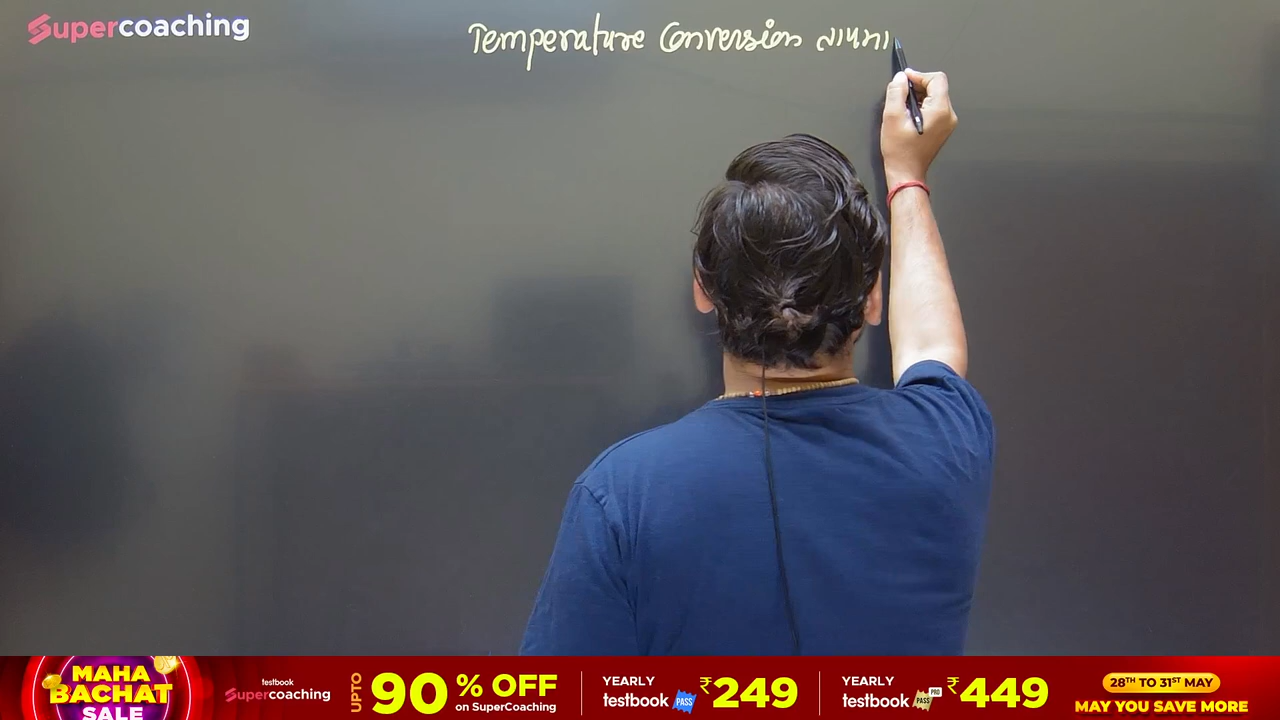 Supercoaching
Temperature Conversion तापमा
MAHA
BACHAT
SALE
testbook
Supercoaching
UPTO
90 % OFF
on SuperCoaching
YEARLY
testbook PASS
₹249
YEARLY
testbook PASS PRO
₹449
28TH TO 31ST MAY
MAY YOU SAVE MORE